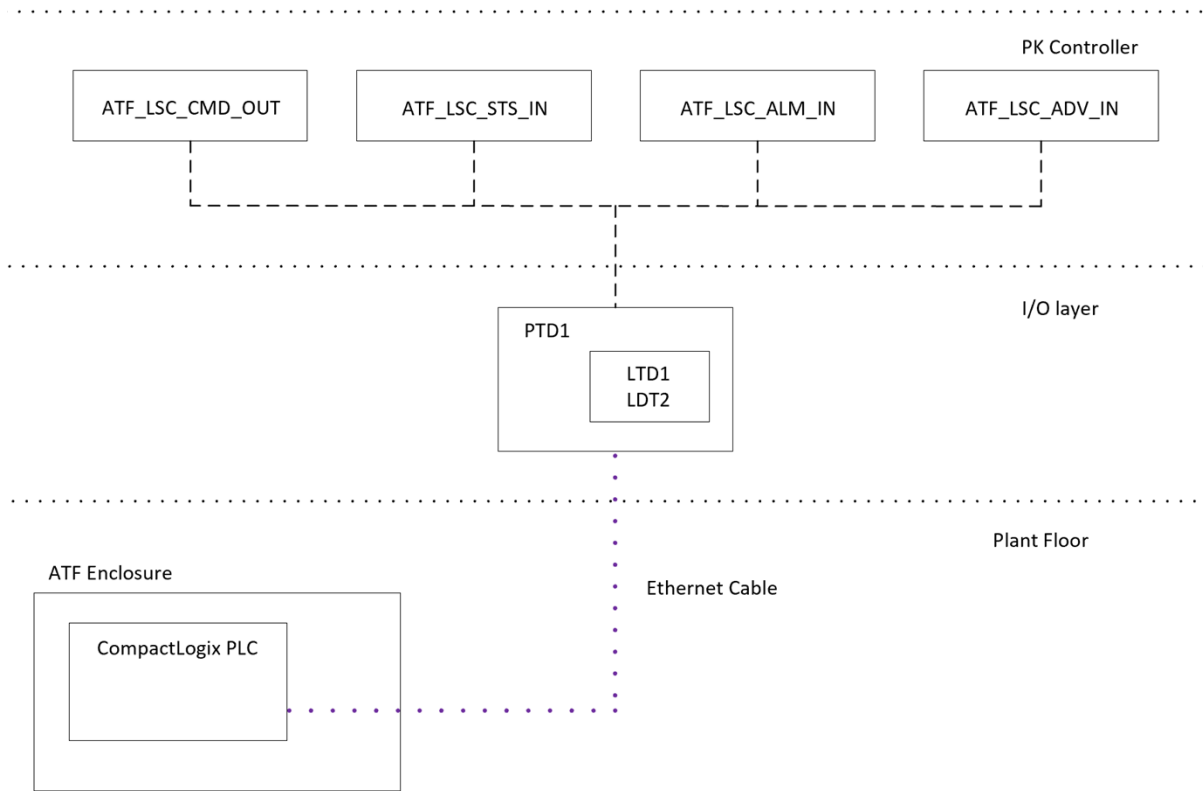 PK Controller
ATF_LSC_CMD_OUT
ATF_LSC_STS_IN
ATF_LSC_ALM_IN
ATF_LSC_ADV_IN
I/O layer
PTD1
LTD1
LDT2
Plant Floor
ATF Enclosure
Ethernet Cable
CompactLogix PLC